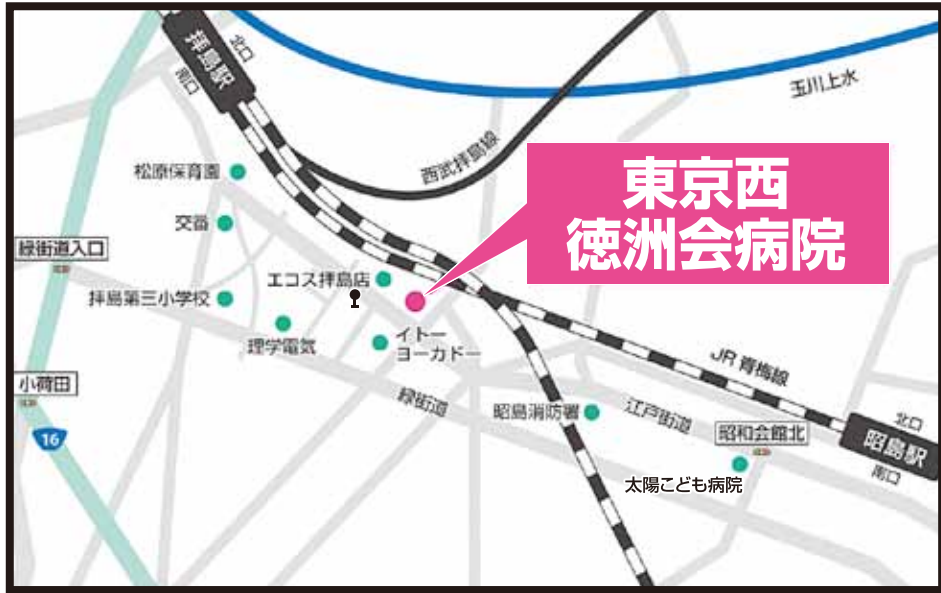 拝島駅
北口
南口
玉川上水
西武拝島線
東京西
徳洲会病院
松原保育園
交番
緑街道入口
エコス拝島店
拝島第三小学校
理学電気
イトー
ヨーカドー
JR青梅線
小荷田
緑街道
昭島消防署
江戸街道
昭和会館北
北口
昭島駅
南口
16
太陽こども病院